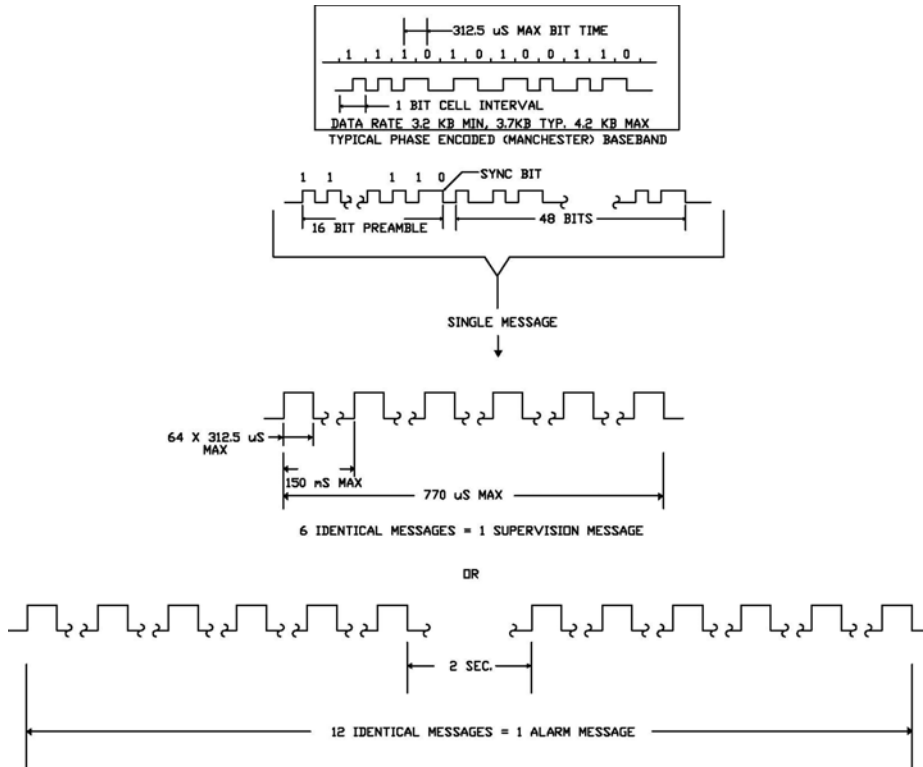 312.5 uS MAX BIT TIME
1 1 1 0 1 0 1 0 0 1 1 0
1 BIT CELL INTERVAL
DATA RATE 3.2 KB MIN, 3.7KB TYP. 4.2 KB MAX
TYPICAL PHASE ENCODED (MANCHESTER) BASEBAND
1 1 1 1 0 SYNC BIT
16 BIT PREAMBLE
48 BITS
SINGLE MESSAGE
64 X 312.5 uS
MAX
150 mS MAX
770 uS MAX
6 IDENTICAL MESSAGES = 1 SUPERVISION MESSAGE
OR
2 SEC.
12 IDENTICAL MESSAGES = 1 ALARM MESSAGE